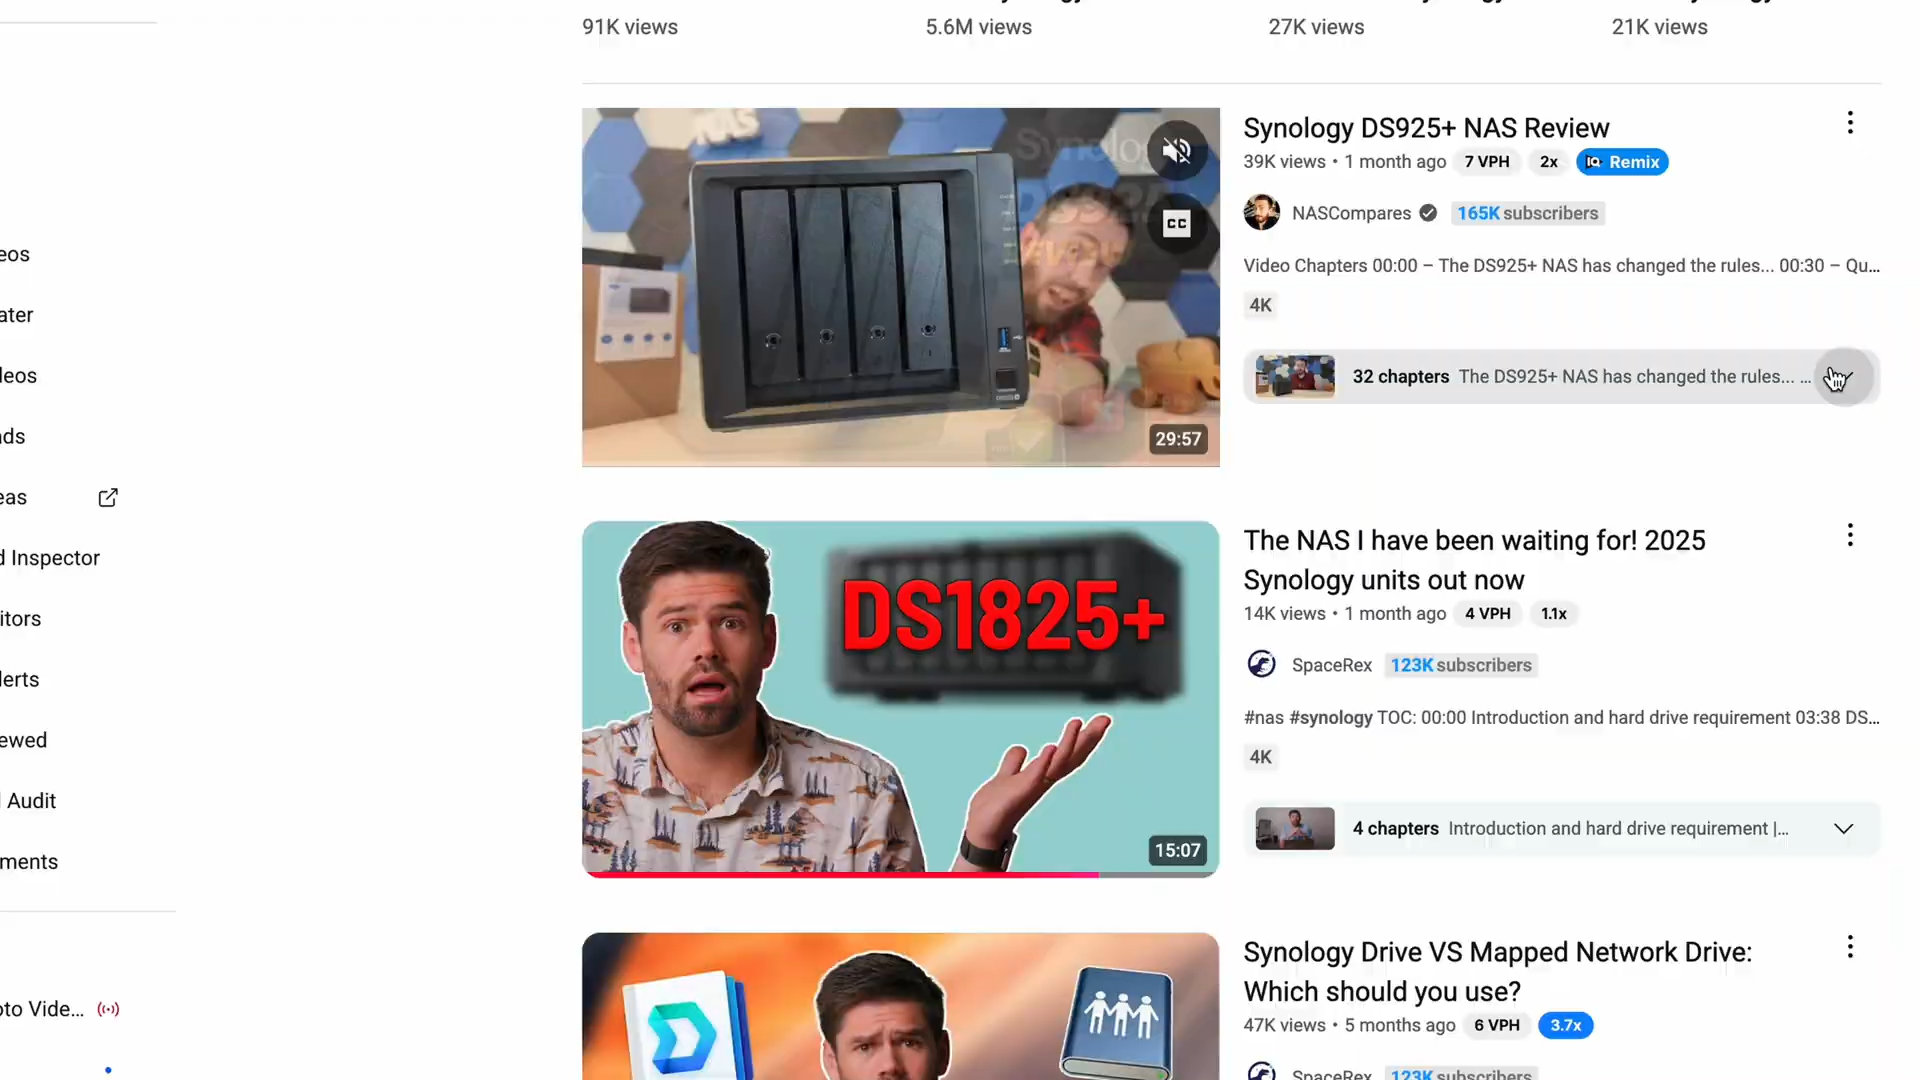 91K views
5.6M views
27K views
21K views
Synology DS925+ NAS Review
39K views • 1 month ago 7 VPH 2x Remix
NASCompares 165K subscribers
Video Chapters 00:00 – The DS925+ NAS has changed the rules... 00:30 – Qu...
4K
32 chapters The DS925+ NAS has changed the rules... ...
NAS
CC
29:57
eos
ater
leos
ds
eas
d Inspector
itors
lerts
ewed
l Audit
ments
oto Vide...
DS1825+
15:07
The NAS I have been waiting for! 2025
Synology units out now
14K views • 1 month ago 4 VPH 1.1x
SpaceRex 123K subscribers
#nas #synology TOC: 00:00 Introduction and hard drive requirement 03:38 DS...
4K
4 chapters Introduction and hard drive requirement |...
Synology Drive VS Mapped Network Drive:
Which should you use?
47K views • 5 months ago 6 VPH 3.7x
SpaceRex 123K subscribers